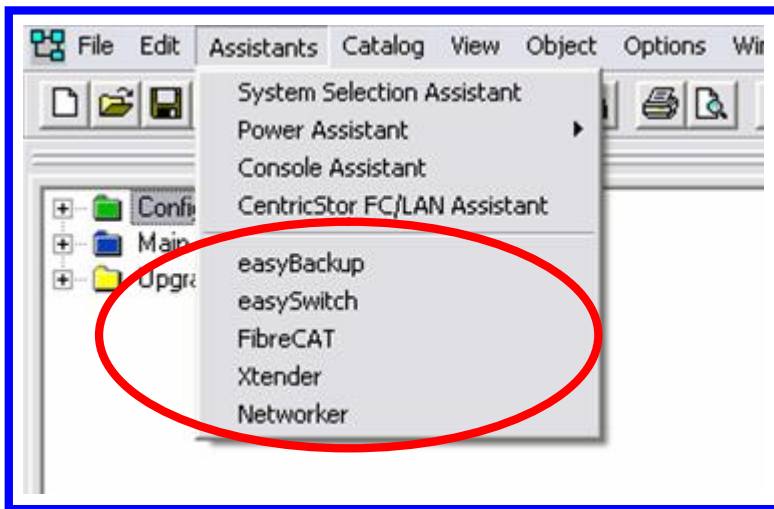 File Edit Assistants Catalog View Object Options
System Selection Assistant
Power Assistant
Console Assistant
CentricStor FC/LAN Assistant
Main
easyBackup
easySwitch
FibreCAT
Xtender
Networker